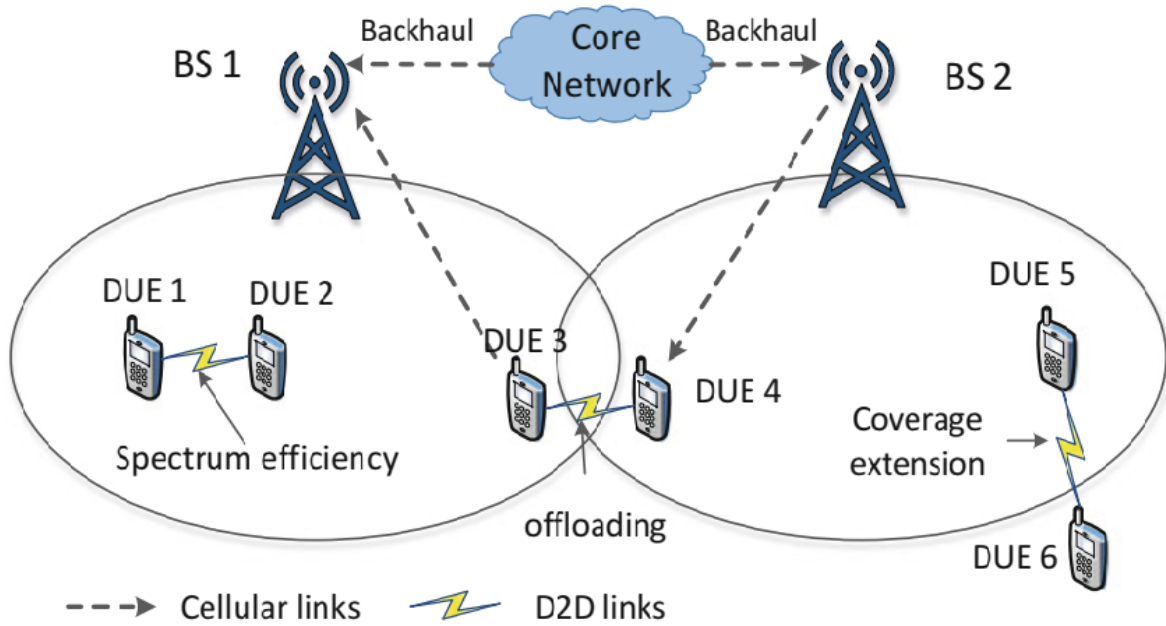 Backhaul
Core
Network
Backhaul
BS 1
BS 2
DUE 1
DUE 2
DUE 3
DUE 4
DUE 5
Spectrum efficiency
Coverage
extension
offloading
DUE 6
Cellular links
D2D links